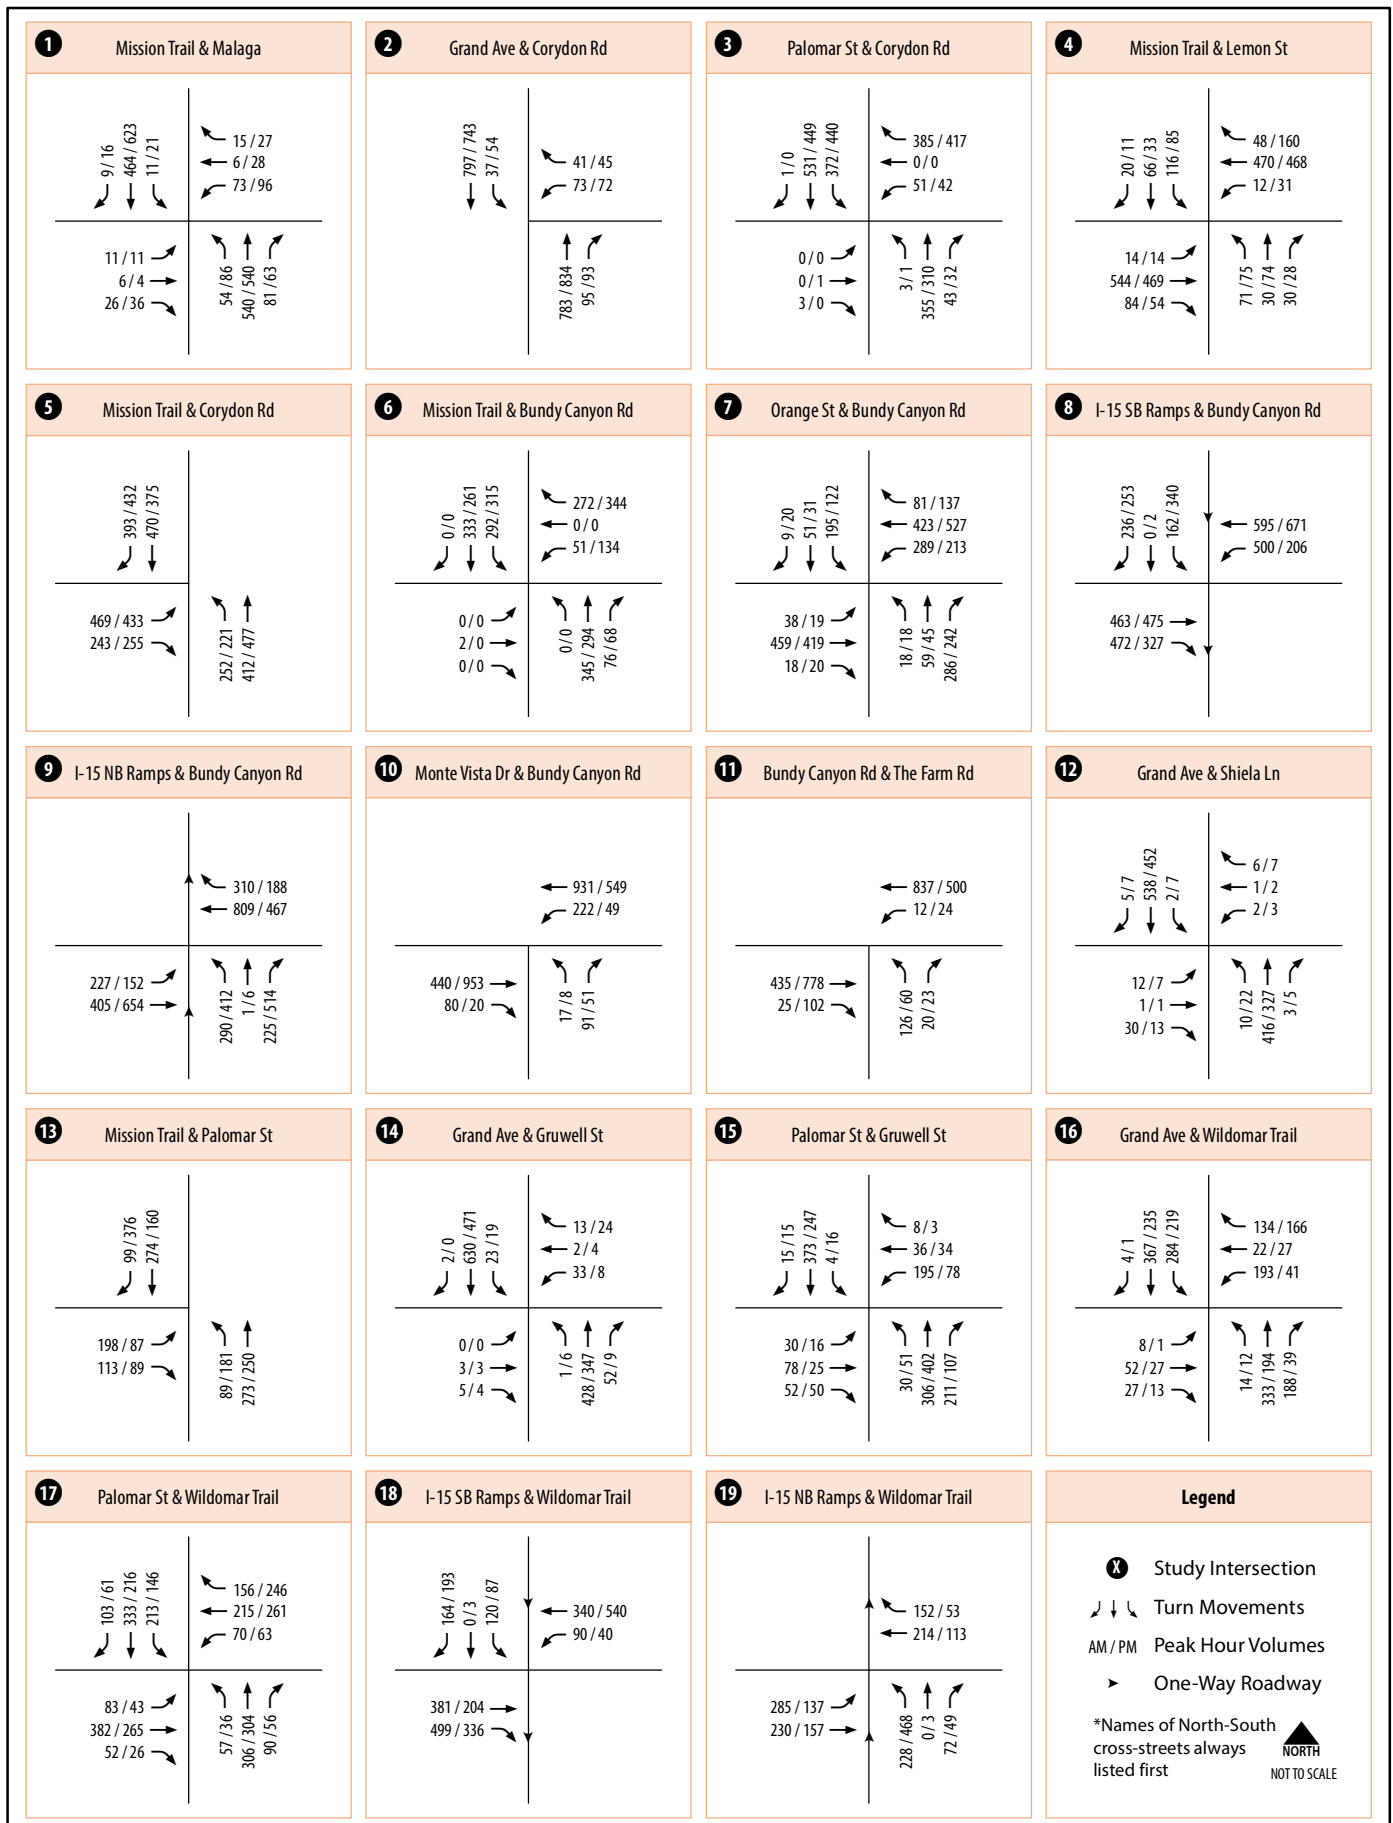 1 Mission Trail & Malaga
9 / 16
464 / 623
11 / 21
15 / 27
6 / 28
73 / 96
11 / 11
6 / 4
26 / 36
54 / 86
540 / 540
81 / 63
2 Grand Ave & Corydon Rd
797 / 743
37 / 54
41 / 45
73 / 72
783 / 834
95 / 93
3 Palomar St & Corydon Rd
1 / 0
531 / 449
372 / 440
385 / 417
0 / 0
51 / 42
0 / 0
0 / 1
3 / 0
3 / 1
355 / 310
43 / 32
4 Mission Trail & Lemon St
20 / 11
66 / 33
116 / 85
48 / 160
470 / 468
12 / 31
14 / 14
544 / 469
84 / 54
71 / 75
30 / 74
30 / 28
5 Mission Trail & Corydon Rd
393 / 432
470 / 375
469 / 433
243 / 255
252 / 221
412 / 477
6 Mission Trail & Bundy Canyon Rd
0 / 0
333 / 261
292 / 315
272 / 344
0 / 0
51 / 134
0 / 0
2 / 0
0 / 0
0 / 0
345 / 294
76 / 68
7 Orange St & Bundy Canyon Rd
9 / 20
51 / 31
195 / 122
81 / 137
423 / 527
289 / 213
38 / 19
459 / 419
18 / 20
18 / 18
59 / 45
286 / 242
8 I-15 SB Ramps & Bundy Canyon Rd
236 / 253
0 / 2
162 / 340
595 / 671
500 / 206
463 / 475
472 / 327
9 I-15 NB Ramps & Bundy Canyon Rd
310 / 188
809 / 467
227 / 152
405 / 654
290 / 412
1 / 6
225 / 514
10 Monte Vista Dr & Bundy Canyon Rd
931 / 549
222 / 49
440 / 953
80 / 20
17 / 8
91 / 51
11 Bundy Canyon Rd & The Farm Rd
837 / 500
12 / 24
435 / 778
25 / 102
126 / 60
20 / 23
12 Grand Ave & Shiela Ln
5 / 7
538 / 452
2 / 7
6 / 7
1 / 2
2 / 3
12 / 7
1 / 1
30 / 13
10 / 22
416 / 327
3 / 5
13 Mission Trail & Palomar St
99 / 376
274 / 160
198 / 87
113 / 89
89 / 181
273 / 250
14 Grand Ave & Gruwell St
2 / 0
630 / 471
23 / 19
13 / 24
2 / 4
33 / 8
0 / 0
3 / 3
5 / 4
1 / 6
428 / 347
52 / 9
15 Palomar St & Gruwell St
15 / 15
373 / 247
4 / 16
8 / 3
36 / 34
195 / 78
30 / 16
78 / 25
52 / 50
30 / 51
306 / 402
211 / 107
16 Grand Ave & Wildomar Trail
4 / 1
367 / 235
284 / 219
134 / 166
22 / 27
193 / 41
8 / 1
52 / 27
27 / 13
14 / 12
333 / 194
188 / 39
17 Palomar St & Wildomar Trail
103 / 61
333 / 216
213 / 146
156 / 246
215 / 261
70 / 63
83 / 43
382 / 265
52 / 26
57 / 36
306 / 304
90 / 56
18 I-15 SB Ramps & Wildomar Trail
164 / 193
0 / 3
120 / 87
340 / 540
90 / 40
381 / 204
499 / 336
19 I-15 NB Ramps & Wildomar Trail
152 / 53
214 / 113
285 / 137
230 / 157
228 / 468
0 / 3
72 / 49
Legend
X Study Intersection
Turn Movements
AM / PM Peak Hour Volumes
One-Way Roadway
*Names of North-South
cross-streets always
listed first
NORTH
NOT TO SCALE